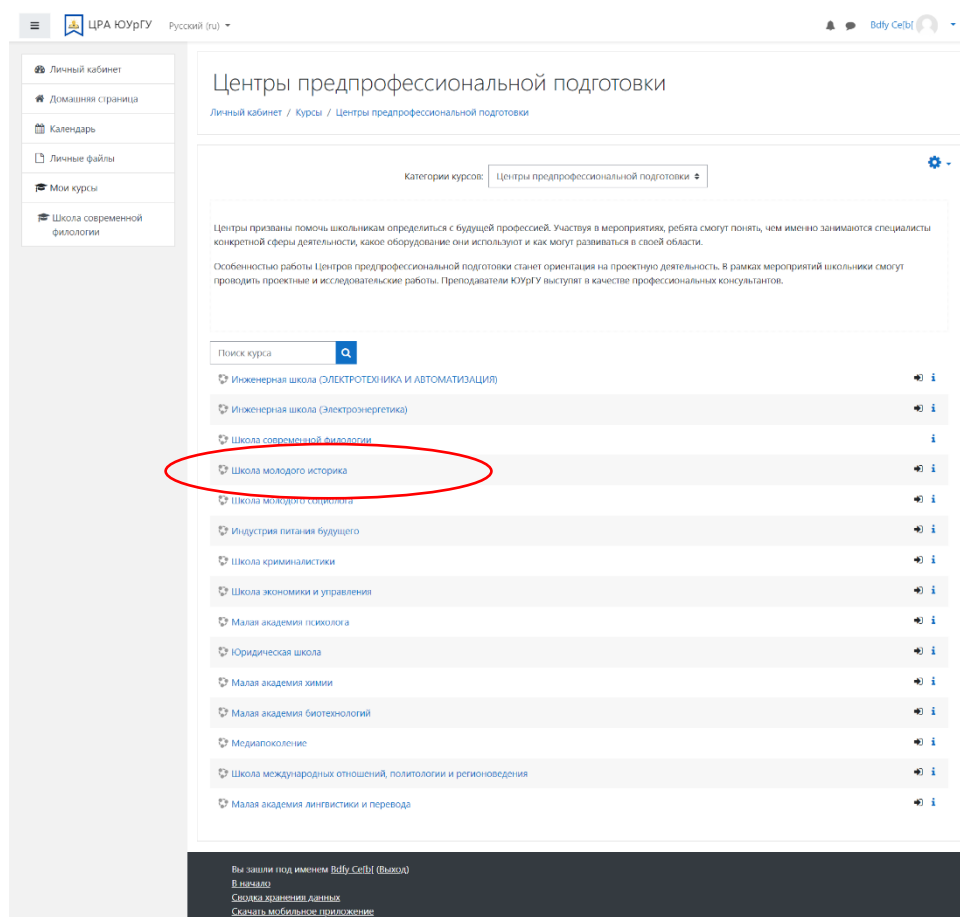 ЦРА ЮУрГУ Русский (ru)
Bdfy Ce[b[
Личный кабинет
Домашняя страница
Календарь
Личные файлы
Мои курсы
Школа современной
филологии
Центры предпрофессиональной подготовки
Личный кабинет / Курсы / Центры предпрофессиональной подготовки
Категории курсов: Центры предпрофессиональной подготовки
Центры призваны помочь школьникам определиться с будущей профессией. Участвуя в мероприятиях, ребята смогут понять, чем именно занимаются специалисты
конкретной сферы деятельности, какое оборудование они используют и как могут развиваться в своей области.
Особенностью работы Центров предпрофессиональной подготовки станет ориентация на проектную деятельность. В рамках мероприятий школьники смогут
проводить проектные и исследовательские работы. Преподаватели ЮУрГУ выступят в качестве профессиональных консультантов.
Поиск курса
Инженерная школа (ЭЛЕКТРОТЕХНИКА И АВТОМАТИЗАЦИЯ)
Инженерная школа (Электроэнергетика)
Школа современной филологии
Школа молодого историка
Школа молодого социолога
Индустрия питания будущего
Школа криминалистики
Школа экономики и управления
Малая академия психолога
Юридическая школа
Малая академия химии
Малая академия биотехнологий
Медиапоколение
Школа международных отношений, политологии и регионоведения
Малая академия лингвистики и перевода
Вы зашли под именем Bdfy Ce[b[ (Выход)
В начало
Сводка хранения данных
Скачать мобильное приложение